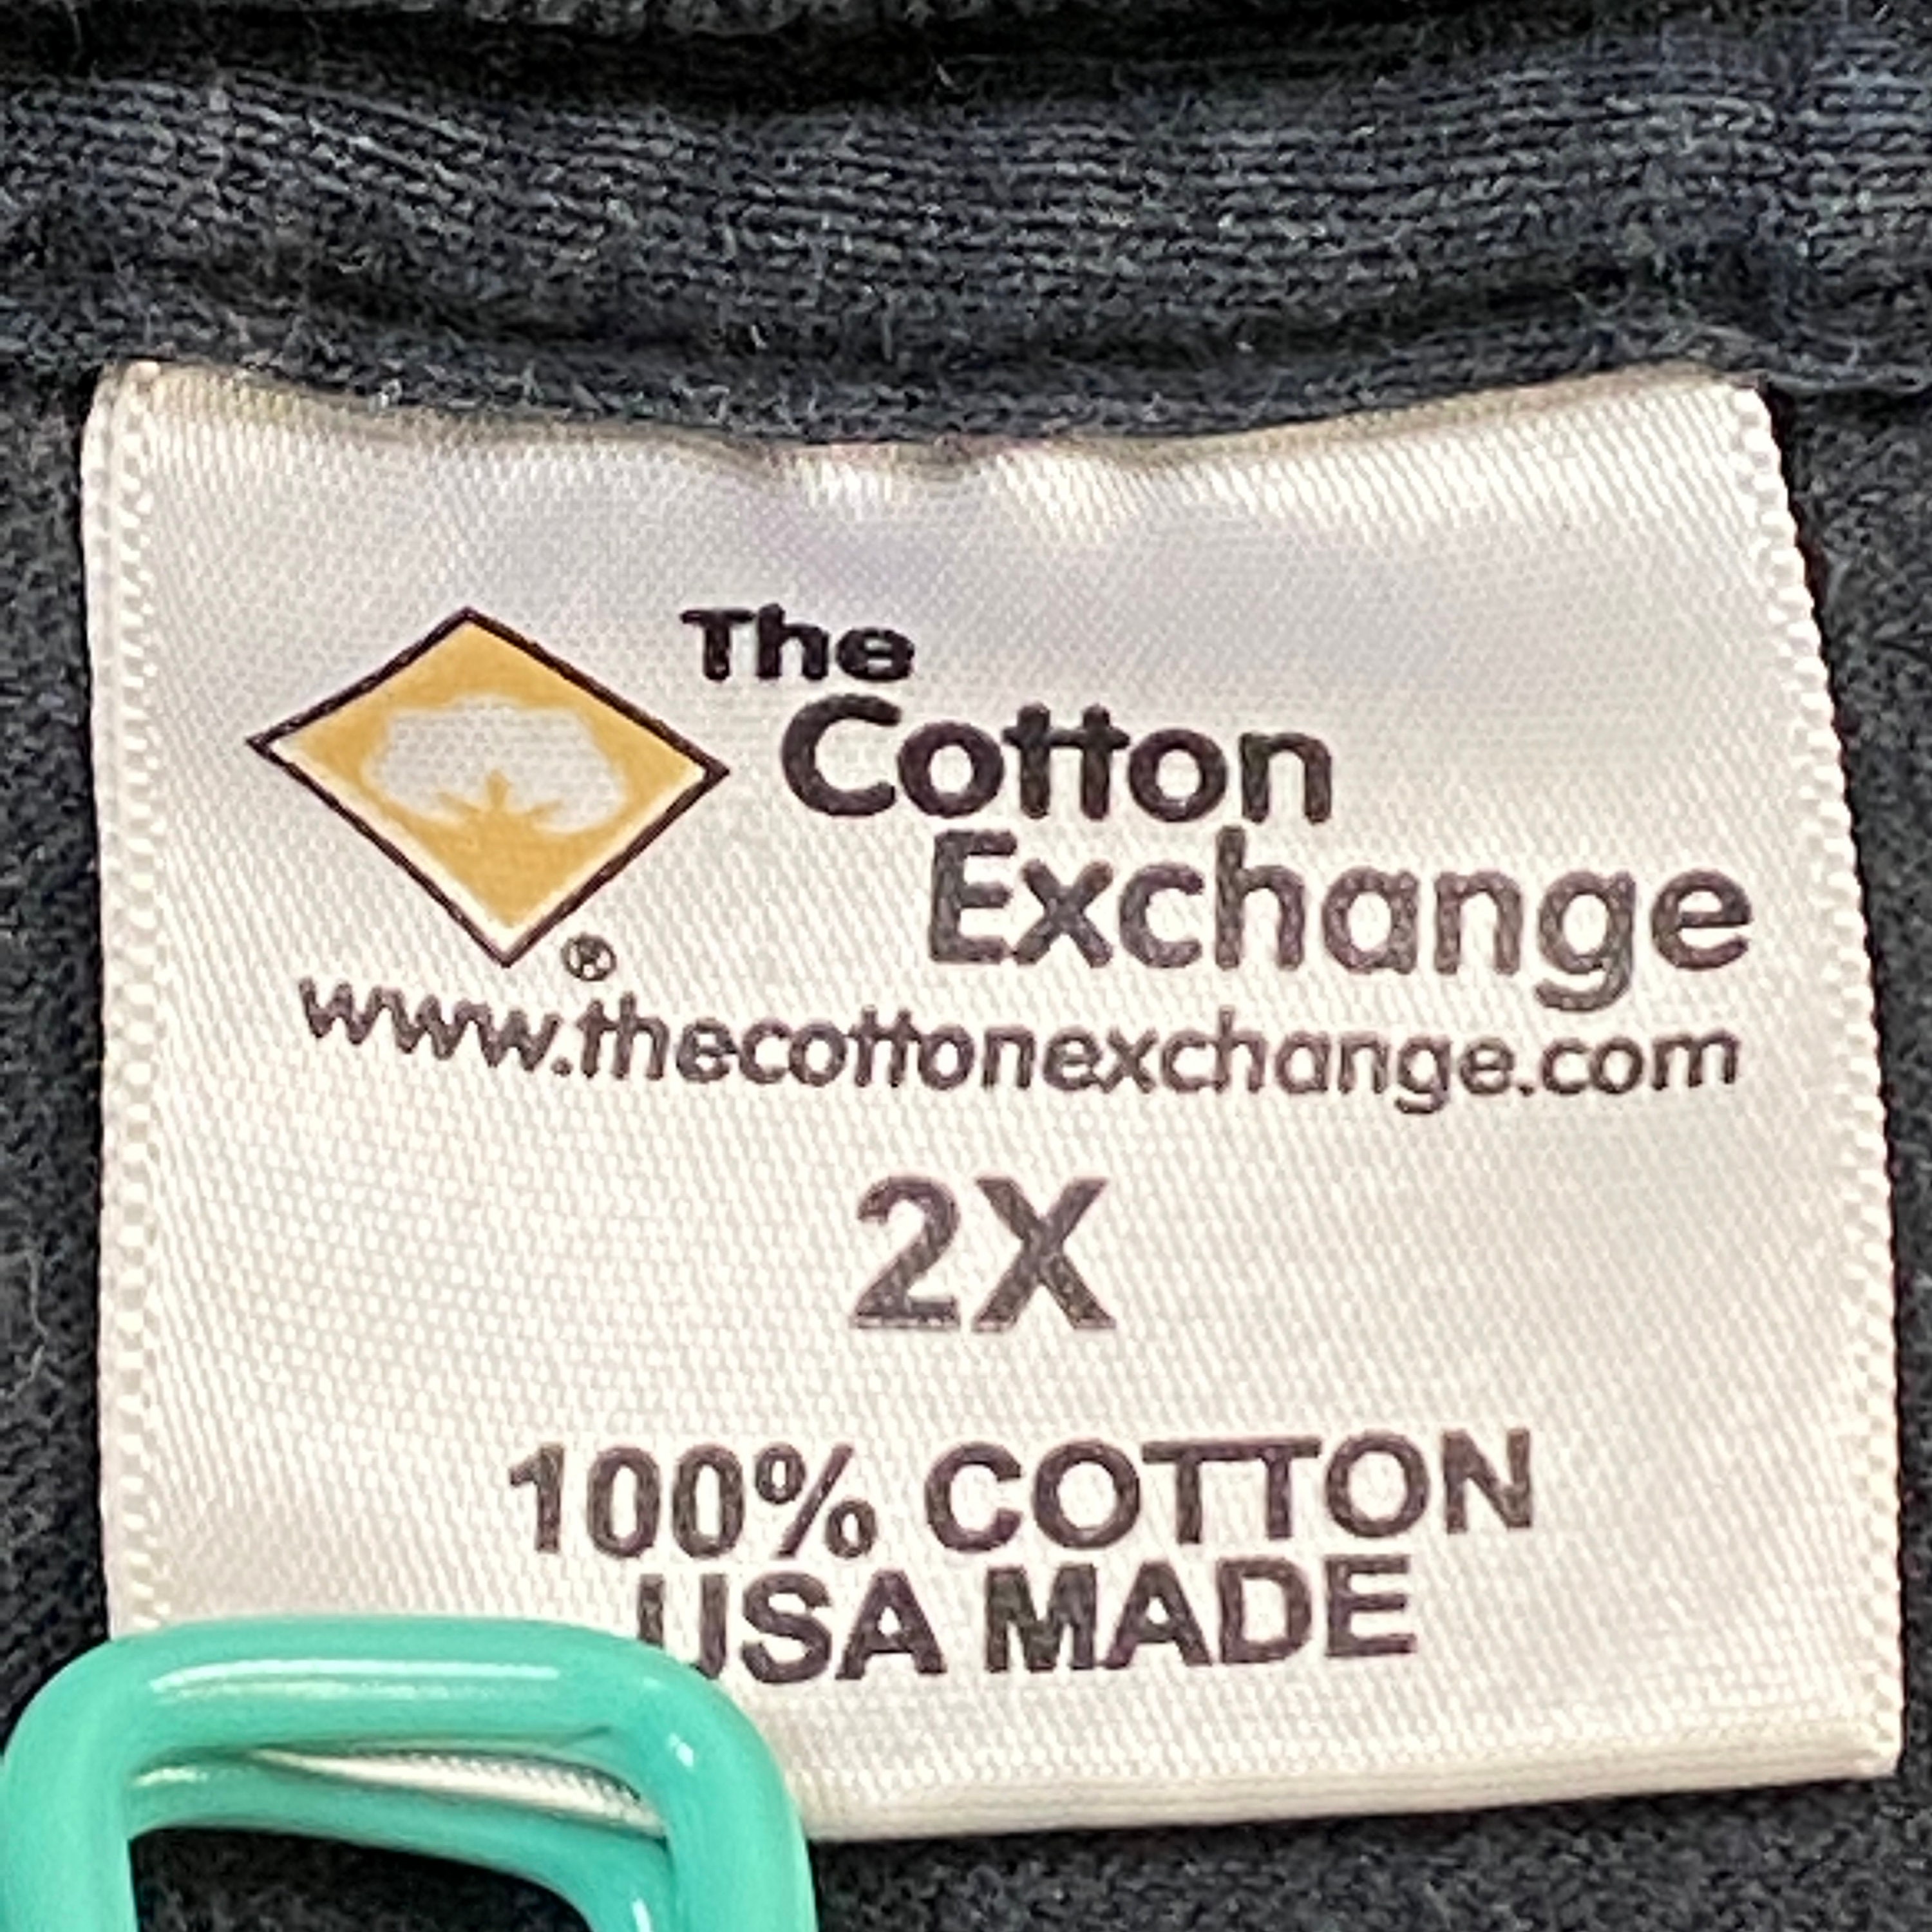 The
Cotton
Exchange
®
www.thecottonexchange.com
2X
100% COTTON
USA MADE